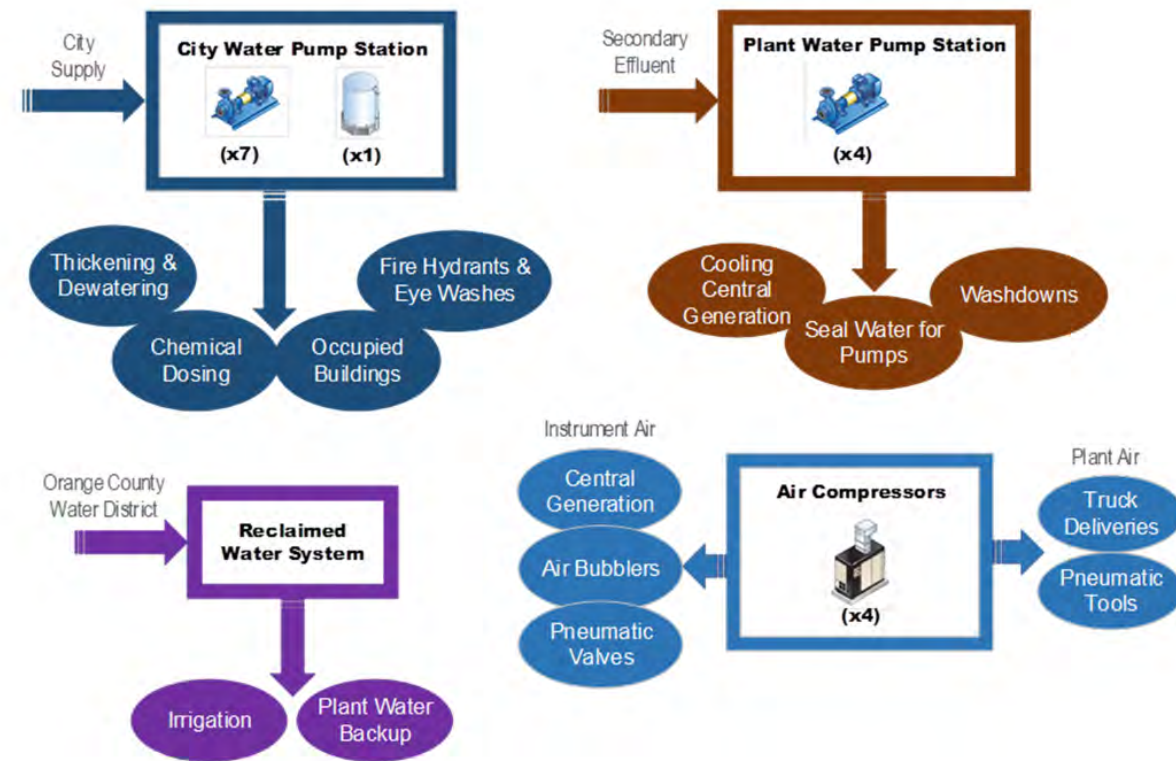 City
Supply
City Water Pump Station
(x7)
(x1)
Thickening &
Dewatering
Chemical
Dosing
Occupied
Buildings
Fire Hydrants &
Eye Washes
Secondary
Effluent
Plant Water Pump Station
(x4)
Cooling
Central
Generation
Seal Water for
Pumps
Washdowns
Orange County
Water District
Reclaimed
Water System
Irrigation
Plant Water
Backup
Instrument Air
Central
Generation
Air Bubblers
Pneumatic
Valves
Air Compressors
(x4)
Plant Air
Truck
Deliveries
Pneumatic
Tools